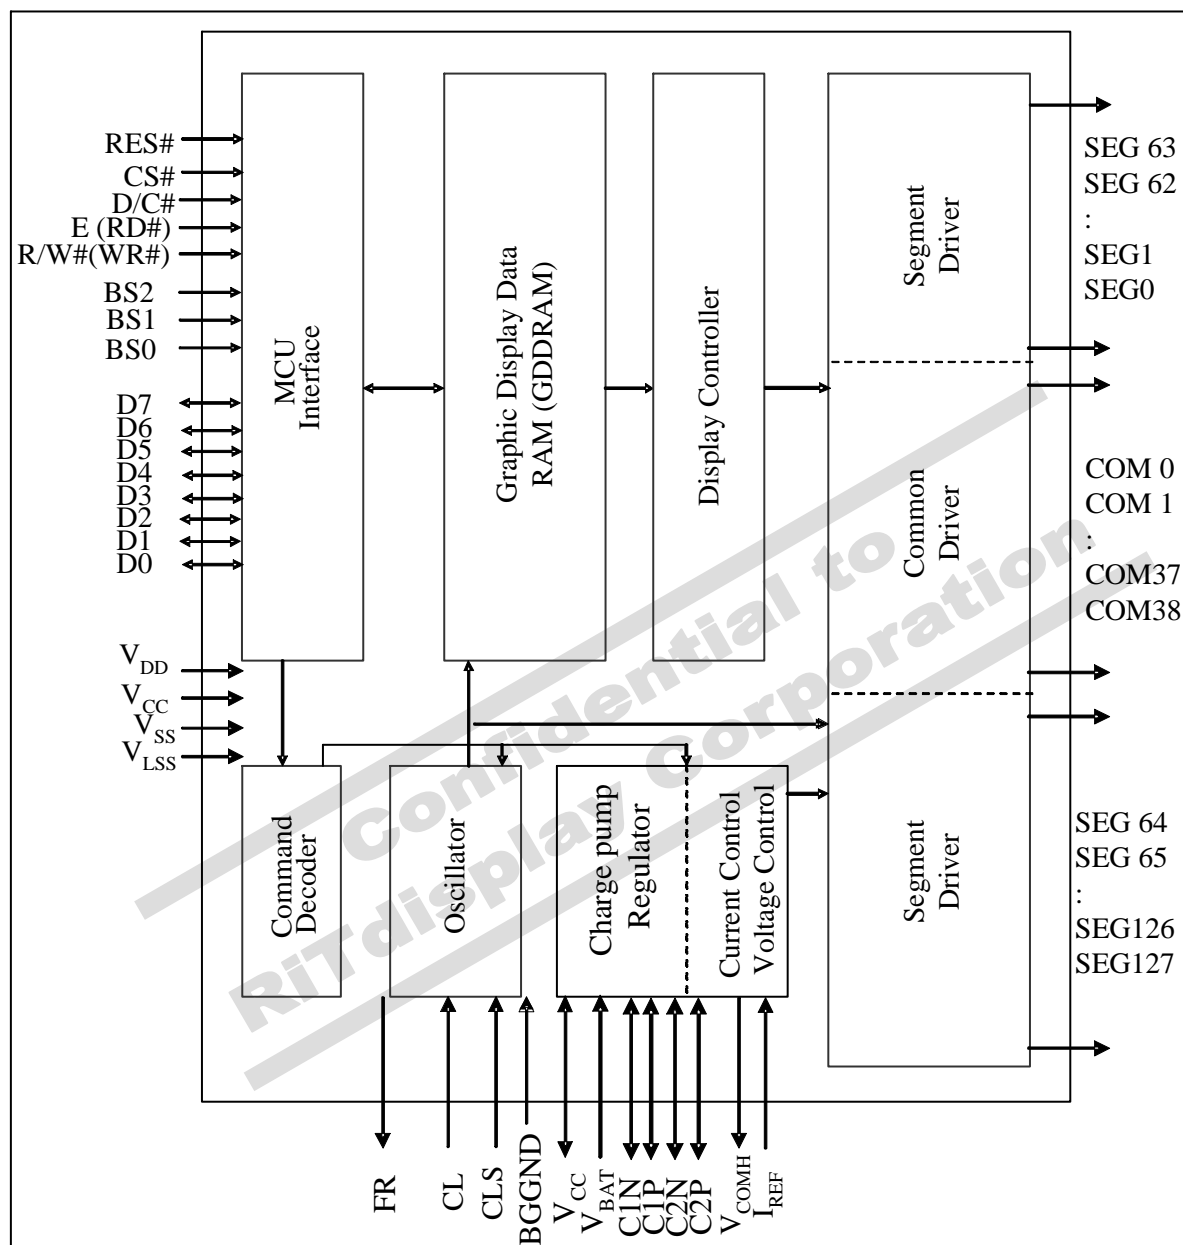 RES#
CS#
D/C#
E (RD#)
R/W#(WR#)
BS2
BS1
BS0
D7
D6
D5
D4
D3
D2
D1
D0
VDD
VCC
VSS
VLSS
MCU
Interface
Graphic Display Data
RAM (GDDRAM)
Display Controller
Segment
Driver
Common
Driver
Segment
Driver
SEG 63
SEG 62
:
SEG1
SEG0
COM 0
COM 1
:
COM37
COM38
SEG 64
SEG 65
:
SEG126
SEG127
Command
Decoder
Oscillator
Charge pump
Regulator
Current Control
Voltage Control
FR
CL
CLS
BGGND
VCC
VBAT
C1N
C1P
C2N
C2P
VCOMH
IREF
Confidential to
RiTdisplay Corporation